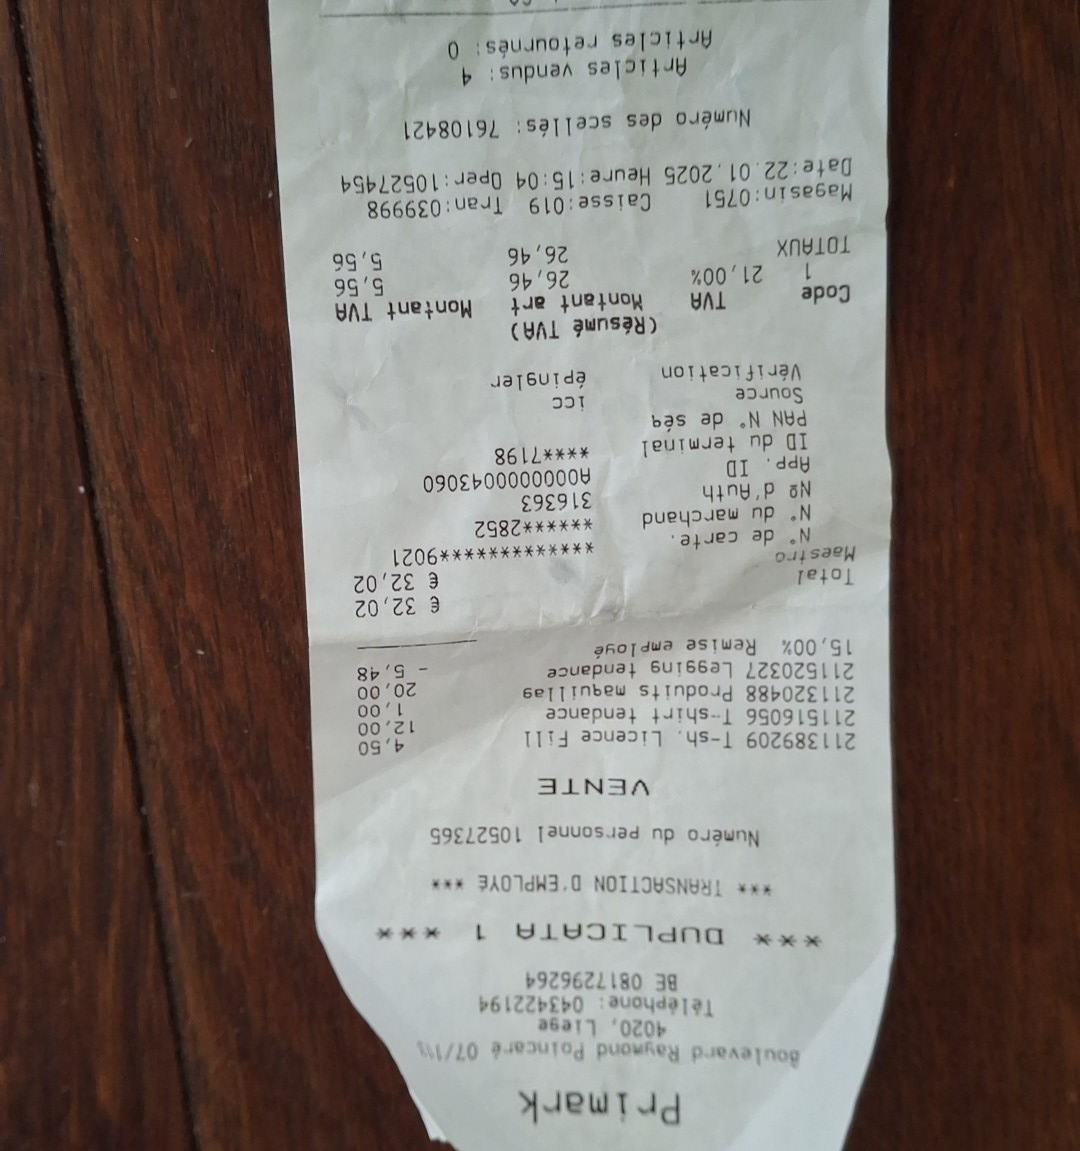 Primark
Boulevard Raymond Poincaré 07/1
4020, Liege
Téléphone: 043422194
BE 0817296264
*** DUPLICATA 1 ***
*** TRANSACTION D'EMPLOYÉ ***
Numéro du Personnel 10527365
VENTE
211389209 T-sh. Licence Fill 4,50
211516056 T-shirt tendance 12,00
211320488 Produits maquillag 1,00
211520327 Legging tendance 20,00
15,00% Remise employé - 5,48
Total € 32,02
Maestro € 32,02
N° de carte. **************9021
N° du marchand *******2852
Nº d'Auth 316363
App. ID A0000000043060
ID du terminal ****7198
PAN N° de séq
Source icc
Vérification épingler
(Résumé TVA)
Code TVA Montant art Montant TVA
1 21,00% 26,46 5,56
TOTAUX 26,46 5,56
Magasin:0751 Caisse:019 Tran:039998
Date:22.01.2025 Heure:15:04 Oper:10527454
Numéro des scellés: 76108421
Articles vendus: 4
Articles retournés: 0